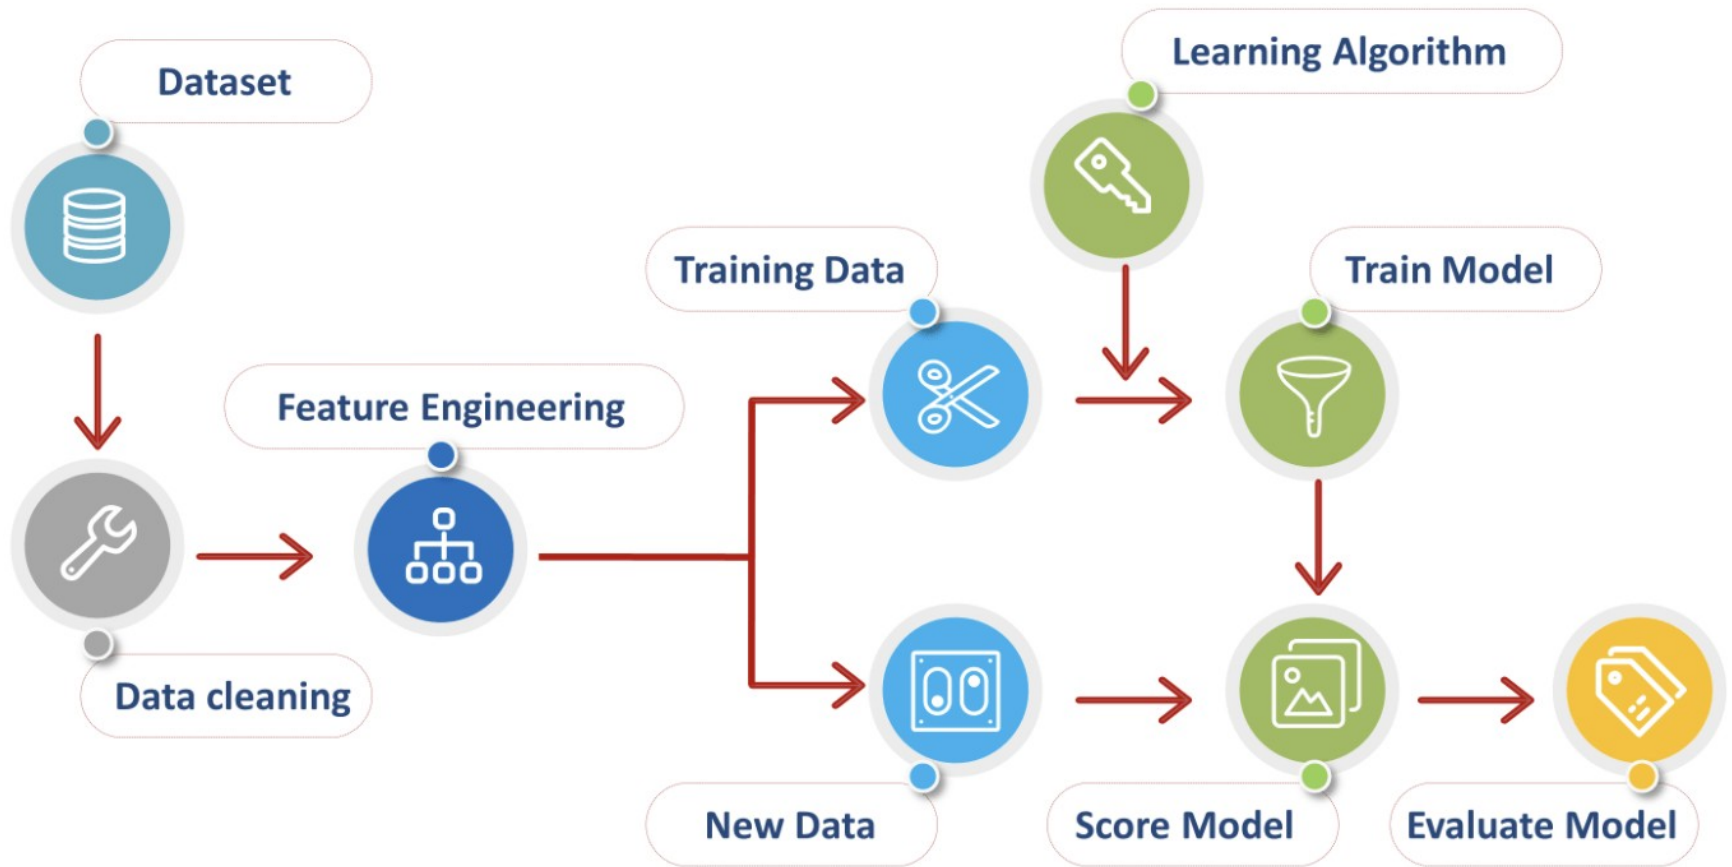 Dataset
Learning Algorithm
Training Data
Train Model
Feature Engineering
Data cleaning
New Data
Score Model
Evaluate Model